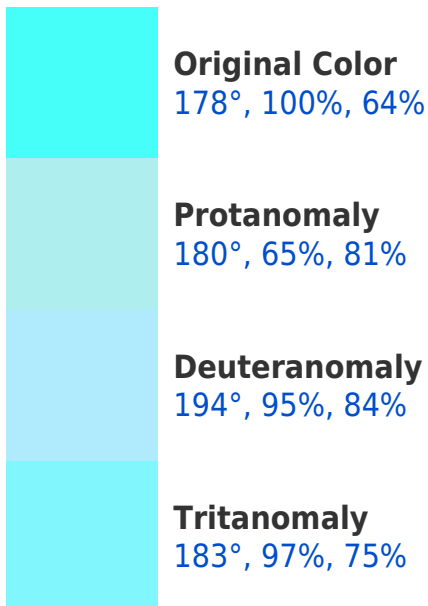 Original Color
178°, 100%, 64%
Protanomaly
180°, 65%, 81%
Deuteranomaly
194°, 95%, 84%
Tritanomaly
183°, 97%, 75%